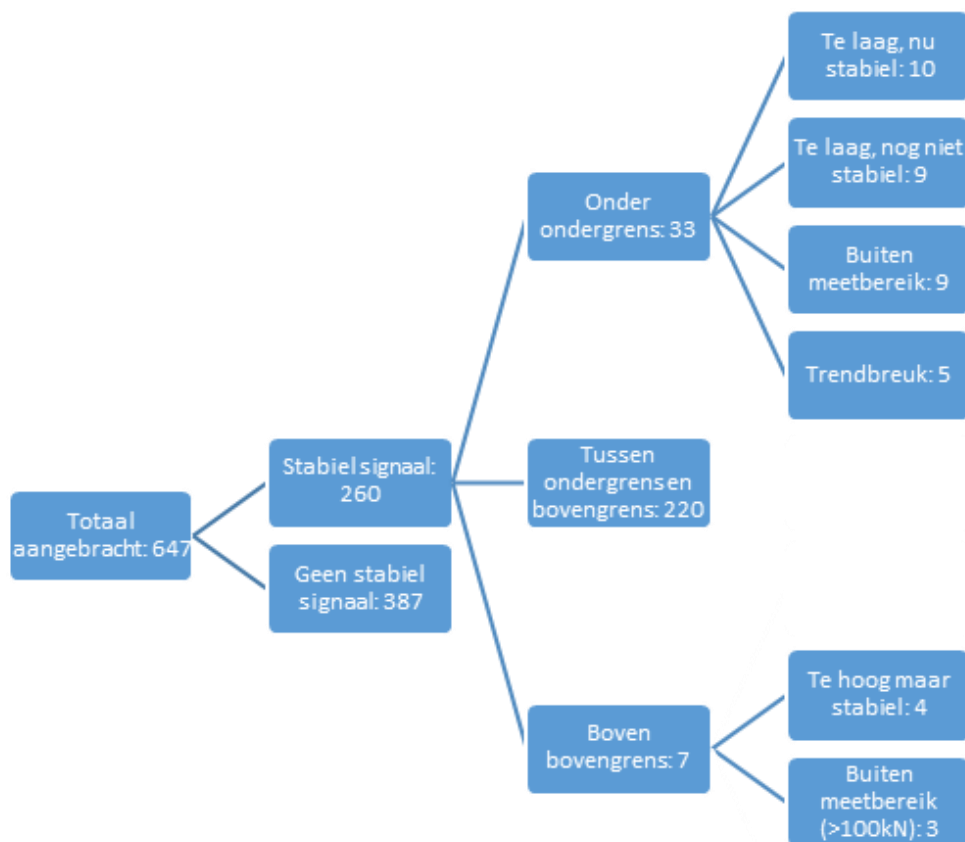 Totaal
aangebracht: 647
Stabiel signaal:
260
Geen stabiel
signaal: 387
Onder
ondergrens: 33
Tussen
ondergrens en
bovengrens: 220
Boven
bovengrens: 7
Te laag, nu
stabiel: 10
Te laag, nog niet
stabiel: 9
Buiten
meetbereik: 9
Trendbreuk: 5
Te hoog maar
stabiel: 4
Buiten
meetbereik
(>100kN): 3